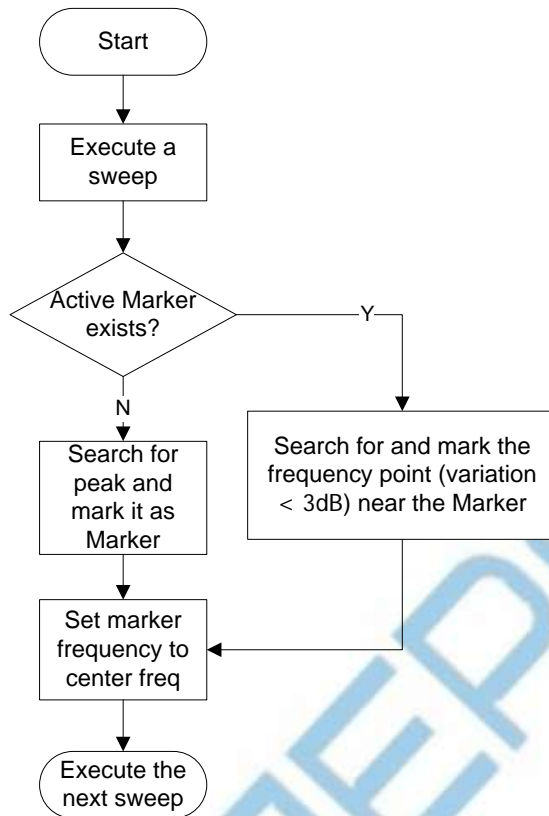 Start
Execute a
sweep
Active Marker
exists?
Y
N
Search for
peak and
mark it as
Marker
Search for and mark the
frequency point (variation
< 3dB) near the Marker
Set marker
frequency to
center freq
Execute the
next sweep